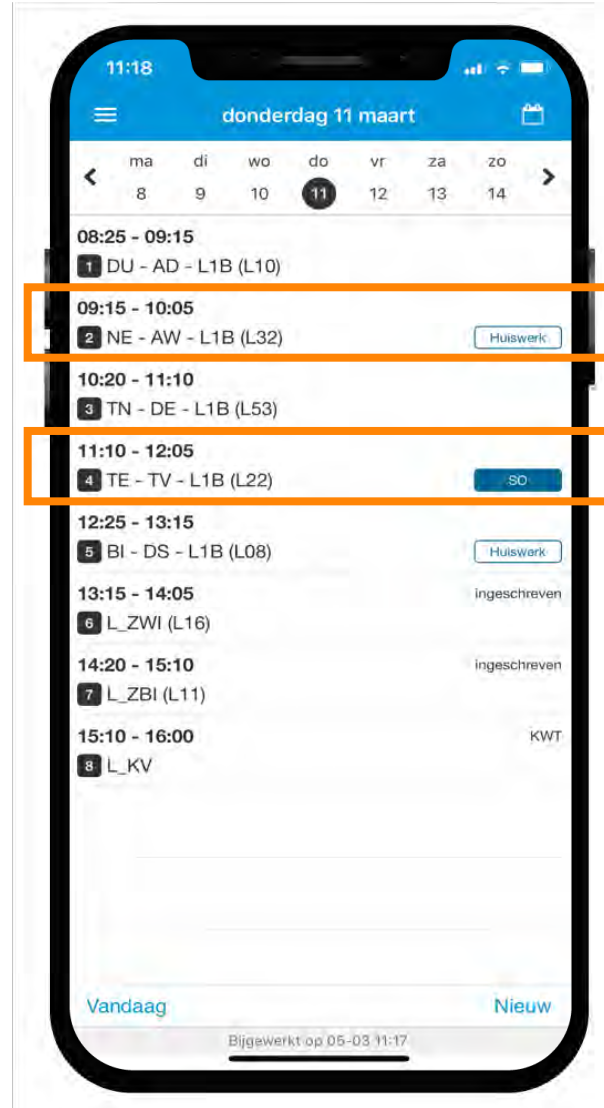 11:18
donderdag 11 maart
ma di wo do vr za zo
8 9 10 11 12 13 14
08:25 - 09:15
1 DU - AD - L1B (L10)
09:15 - 10:05
2 NE - AW - L1B (L32) Huiswerk
10:20 - 11:10
3 TN - DE - L1B (L53)
11:10 - 12:05
4 TE - TV - L1B (L22) SO
12:25 - 13:15
5 BI - DS - L1B (L08) Huiswerk
13:15 - 14:05 ingeschreven
6 L_ZWI (L16)
14:20 - 15:10 ingeschreven
7 L_ZBI (L11)
15:10 - 16:00 KWT
8 L_KV
Vandaag Nieuw
Bijgewerkt op 05-03 11:17